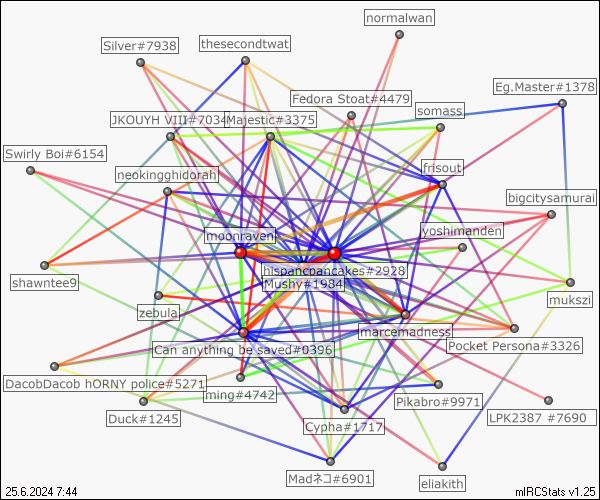 normalwan
Silver#7938
thesecondtwat
Eg.Master#1378
Fedora Stoat#4479
somass
JKOUYH VIII#7034
Majestic#3375
Swirly Boi#6154
frisout
neokingghidorah
bigcitysamurai
moonraven
yoshimanden
hispancpancakes#2928
shawntee9
Mushy#1984
mukszi
zebula
marcemadness
Pocket Persona#3326
Can anything be saved#0396
DacobDacob hORNY police#5271
ming#4742
Pikabro#9971
LPK2387 #7690
Duck#1245
Cypha#1717
Madネコ#6901
eliakith
25.6.2024 7:44
mIRCStats v1.25